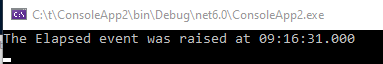 C:\t\ConsoleApp2\bin\Debug\net6.0\ConsoleApp2.exe
The Elapsed event was raised at 09:16:31.000